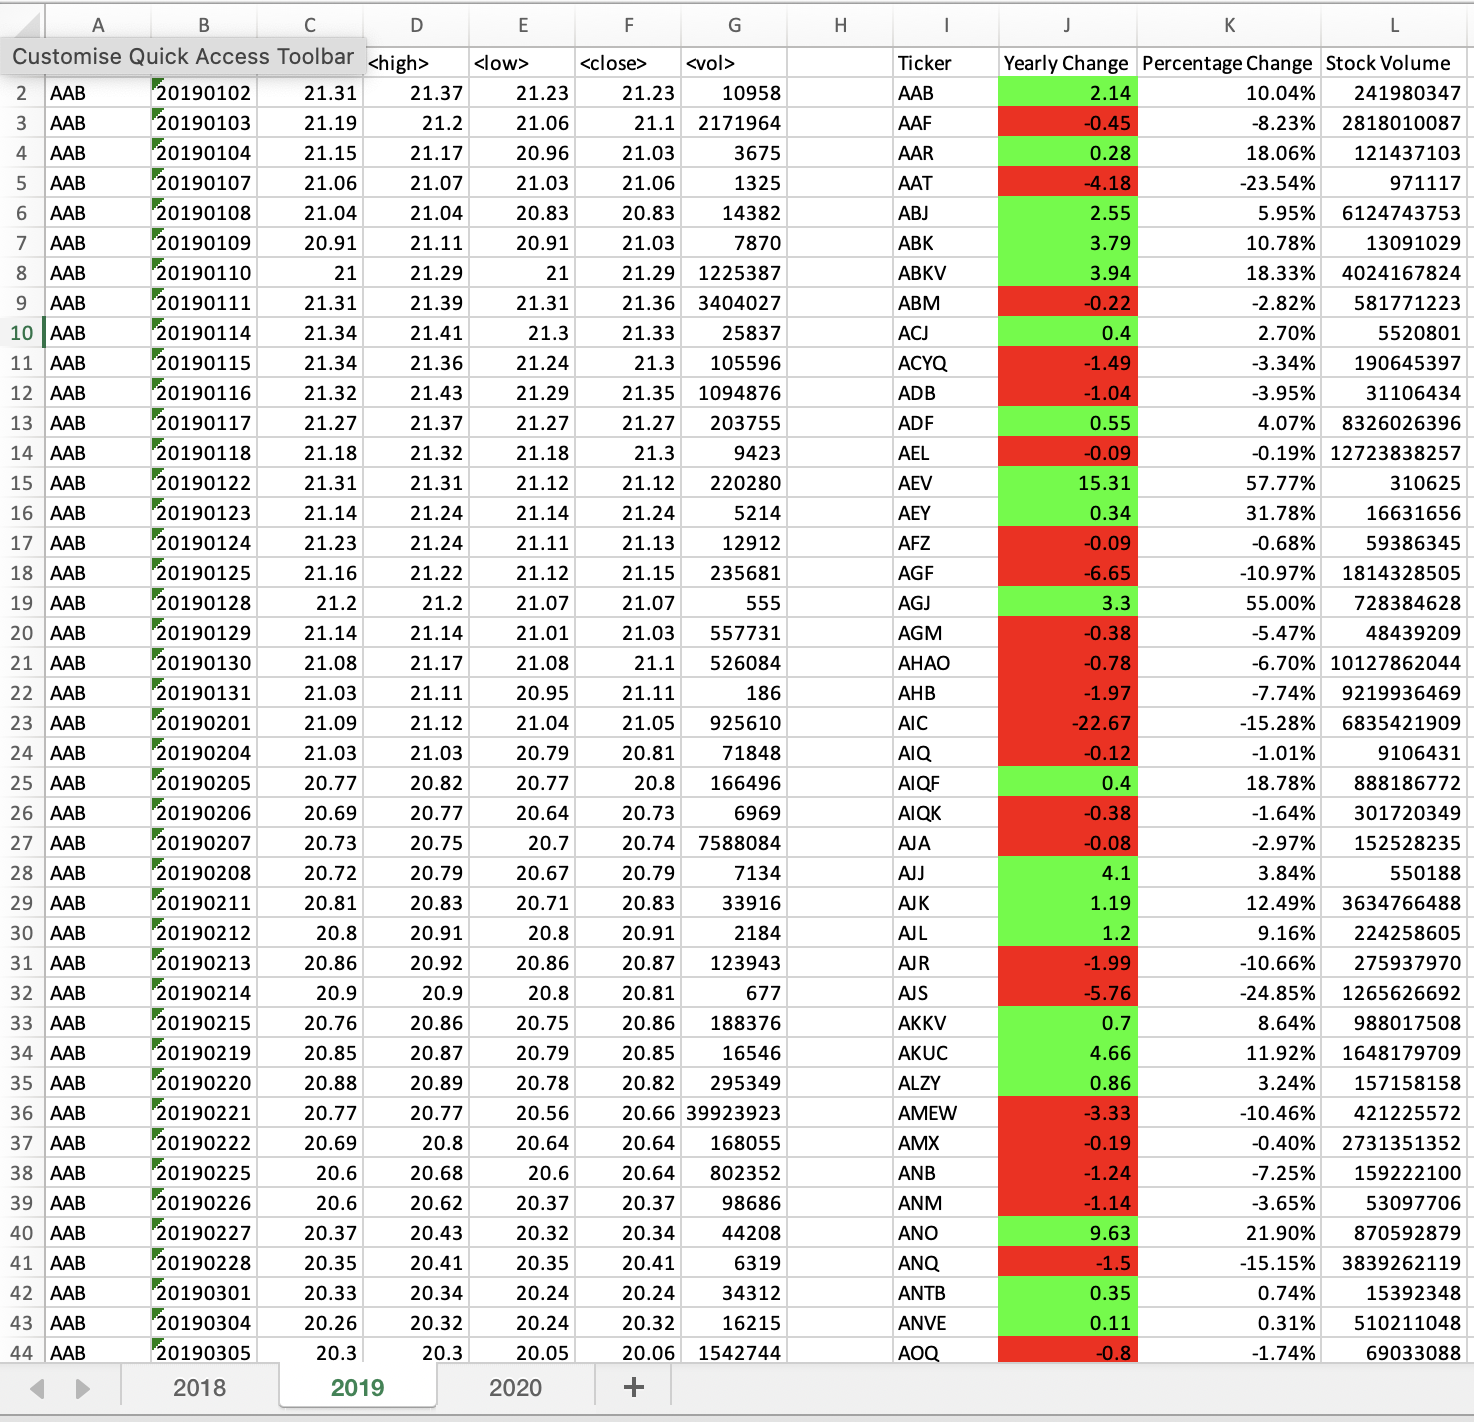 A B C D E F G H I J K L
Customise Quick Access Toolbar <high> <low> <close> <vol> Ticker Yearly Change Percentage Change Stock Volume
2 AAB 20190102 21.31 21.37 21.23 21.23 10958 AAB 2.14 10.04% 241980347
3 AAB 20190103 21.19 21.2 21.06 21.1 2171964 AAF -0.45 -8.23% 2818010087
4 AAB 20190104 21.15 21.17 20.96 21.03 3675 AAR 0.28 18.06% 121437103
5 AAB 20190107 21.06 21.07 21.03 21.06 1325 AAT -4.18 -23.54% 971117
6 AAB 20190108 21.04 21.04 20.83 20.83 14382 ABJ 2.55 5.95% 6124743753
7 AAB 20190109 20.91 21.11 20.91 21.03 7870 ABK 3.79 10.78% 13091029
8 AAB 20190110 21 21.29 21 21.29 1225387 ABKV 3.94 18.33% 4024167824
9 AAB 20190111 21.31 21.39 21.31 21.36 3404027 ABM -0.22 -2.82% 581771223
10 AAB 20190114 21.34 21.41 21.3 21.33 25837 ACJ 0.4 2.70% 5520801
11 AAB 20190115 21.34 21.36 21.24 21.3 105596 ACYQ -1.49 -3.34% 190645397
12 AAB 20190116 21.32 21.43 21.29 21.35 1094876 ADB -1.04 -3.95% 31106434
13 AAB 20190117 21.27 21.37 21.27 21.27 203755 ADF 0.55 4.07% 8326026396
14 AAB 20190118 21.18 21.32 21.18 21.3 9423 AEL -0.09 -0.19% 12723838257
15 AAB 20190122 21.31 21.31 21.12 21.12 220280 AEV 15.31 57.77% 310625
16 AAB 20190123 21.14 21.24 21.14 21.24 5214 AEY 0.34 31.78% 16631656
17 AAB 20190124 21.23 21.24 21.11 21.13 12912 AFZ -0.09 -0.68% 59386345
18 AAB 20190125 21.16 21.22 21.12 21.15 235681 AGF -6.65 -10.97% 1814328505
19 AAB 20190128 21.2 21.2 21.07 21.07 555 AGJ 3.3 55.00% 728384628
20 AAB 20190129 21.14 21.14 21.01 21.03 557731 AGM -0.38 -5.47% 48439209
21 AAB 20190130 21.08 21.17 21.08 21.1 526084 AHAO -0.78 -6.70% 10127862044
22 AAB 20190131 21.03 21.11 20.95 21.11 186 AHB -1.97 -7.74% 9219936469
23 AAB 20190201 21.09 21.12 21.04 21.05 925610 AIC -22.67 -15.28% 6835421909
24 AAB 20190204 21.03 21.03 20.79 20.81 71848 AIQ -0.12 -1.01% 9106431
25 AAB 20190205 20.77 20.82 20.77 20.8 166496 AIQF 0.4 18.78% 888186772
26 AAB 20190206 20.69 20.77 20.64 20.73 6969 AIQK -0.38 -1.64% 301720349
27 AAB 20190207 20.73 20.75 20.7 20.74 7588084 AJA -0.08 -2.97% 152528235
28 AAB 20190208 20.72 20.79 20.67 20.79 7134 AJJ 4.1 3.84% 550188
29 AAB 20190211 20.81 20.83 20.71 20.83 33916 AJK 1.19 12.49% 3634766488
30 AAB 20190212 20.8 20.91 20.8 20.91 2184 AJL 1.2 9.16% 224258605
31 AAB 20190213 20.86 20.92 20.86 20.87 123943 AJR -1.99 -10.66% 275937970
32 AAB 20190214 20.9 20.9 20.8 20.81 677 AJS -5.76 -24.85% 1265626692
33 AAB 20190215 20.76 20.86 20.75 20.86 188376 AKKV 0.7 8.64% 988017508
34 AAB 20190219 20.85 20.87 20.79 20.85 16546 AKUC 4.66 11.92% 1648179709
35 AAB 20190220 20.88 20.89 20.78 20.82 295349 ALZY 0.86 3.24% 157158158
36 AAB 20190221 20.77 20.77 20.56 20.66 39923923 AMEW -3.33 -10.46% 421225572
37 AAB 20190222 20.69 20.8 20.64 20.64 168055 AMX -0.19 -0.40% 2731351352
38 AAB 20190225 20.6 20.68 20.6 20.64 802352 ANB -1.24 -7.25% 159222100
39 AAB 20190226 20.6 20.62 20.37 20.37 98686 ANM -1.14 -3.65% 53097706
40 AAB 20190227 20.37 20.43 20.32 20.34 44208 ANO 9.63 21.90% 870592879
41 AAB 20190228 20.35 20.41 20.35 20.41 6319 ANQ -1.5 -15.15% 3839262119
42 AAB 20190301 20.33 20.34 20.24 20.24 34312 ANTB 0.35 0.74% 15392348
43 AAB 20190304 20.26 20.32 20.24 20.32 16215 ANVE 0.11 0.31% 510211048
44 AAB 20190305 20.3 20.3 20.05 20.06 1542744 AOQ -0.8 -1.74% 69033088
2018 2019 2020 +